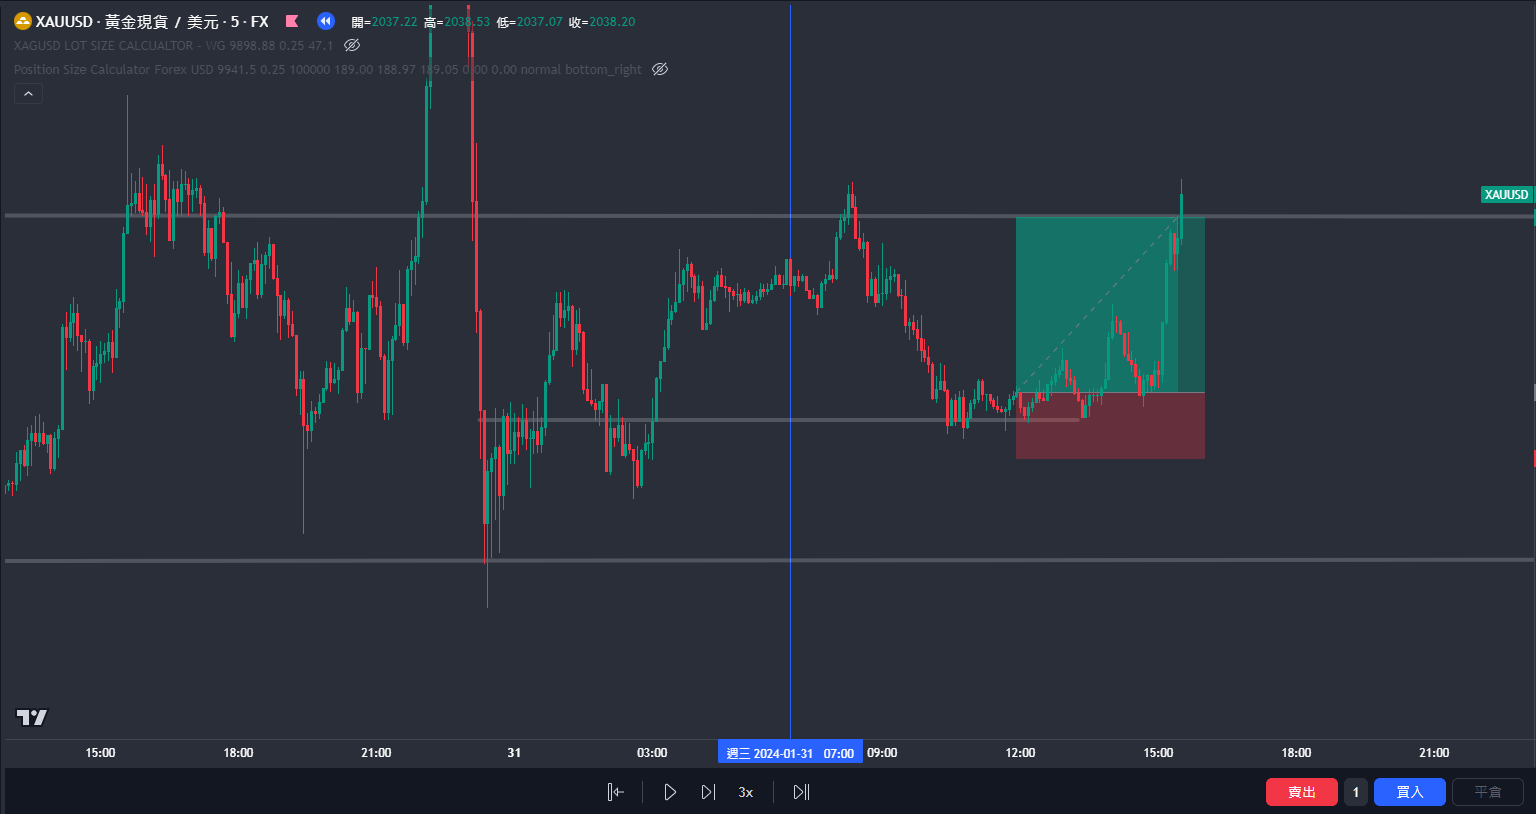 XAUUSD · 黃金現貨 / 美元 · 5 · FX 開=2037.22 高=2038.53 低=2037.07 收=2038.20
XAGUSD LOT SIZE CALCUALTOR - WG 9898.88 0.25 47.1
Position Size Calculator Forex USD 9941.5 0.25 100000 189.00 188.97 189.05 0.00 0.00 normal bottom_right
XAUUSD
15:00 18:00 21:00 31 03:00 週三 2024-01-31 07:00 09:00 12:00 15:00 18:00 21:00
3x 賣出 1 買入 平倉